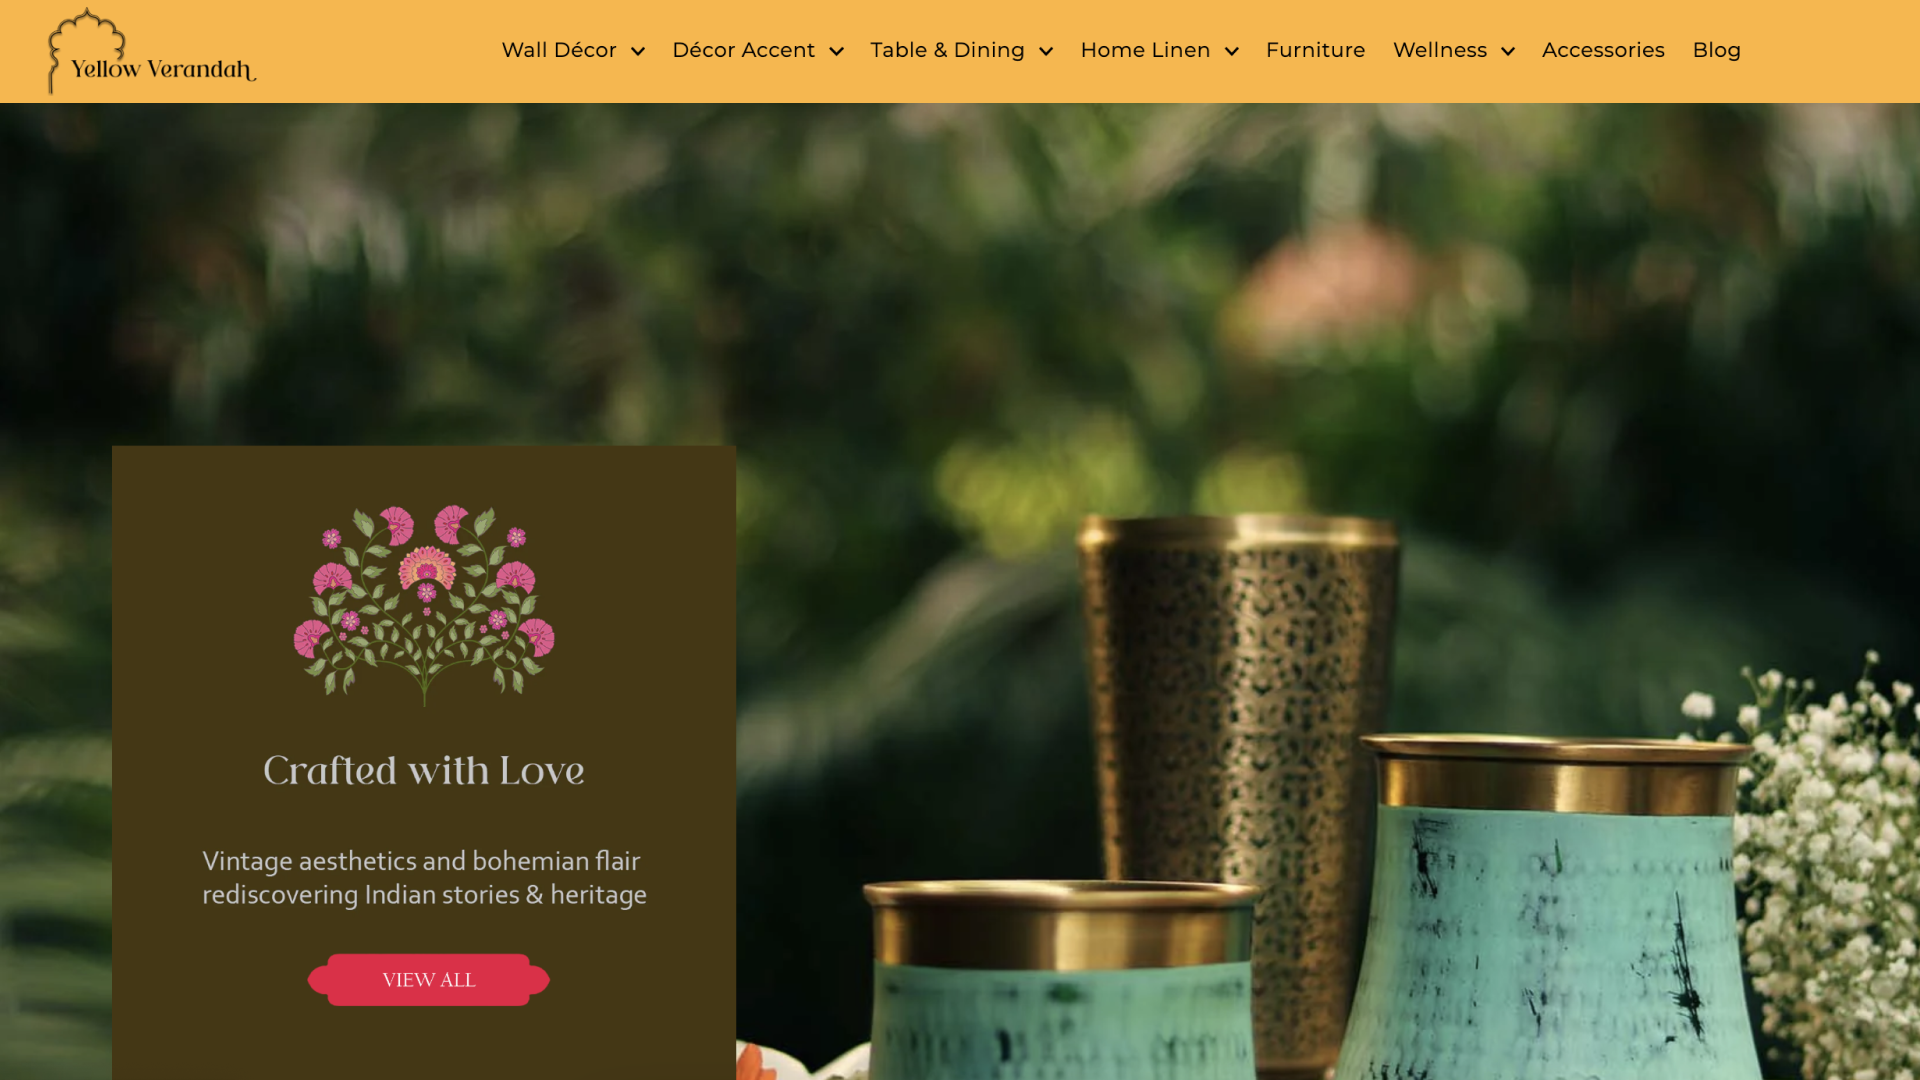 Yellow Verandah
Wall Décor
Décor Accent
Table & Dining
Home Linen
Furniture
Wellness
Accessories
Blog
Crafted with Love
Vintage aesthetics and bohemian flair
rediscovering Indian stories & heritage
VIEW ALL